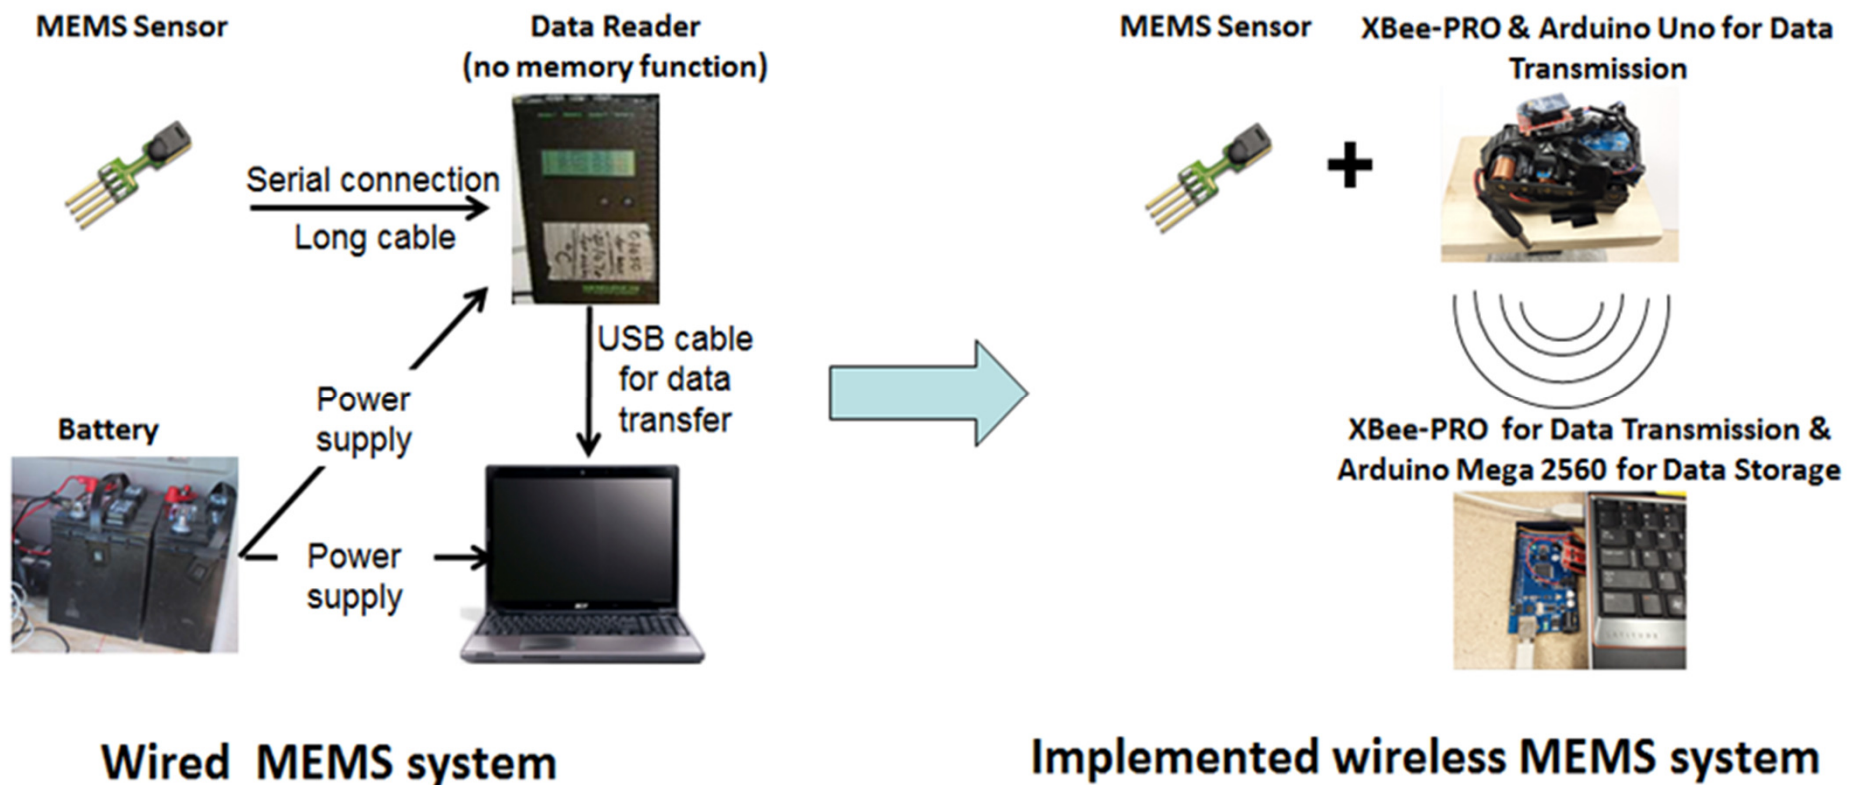 MEMS Sensor
Data Reader
(no memory function)
Serial connection
Long cable
USB cable
for data
transfer
Power
supply
Battery
Power
supply
Wired MEMS system
MEMS Sensor
XBee-PRO & Arduino Uno for Data
Transmission
XBee-PRO for Data Transmission &
Arduino Mega 2560 for Data Storage
LATITUDE
Implemented wireless MEMS system